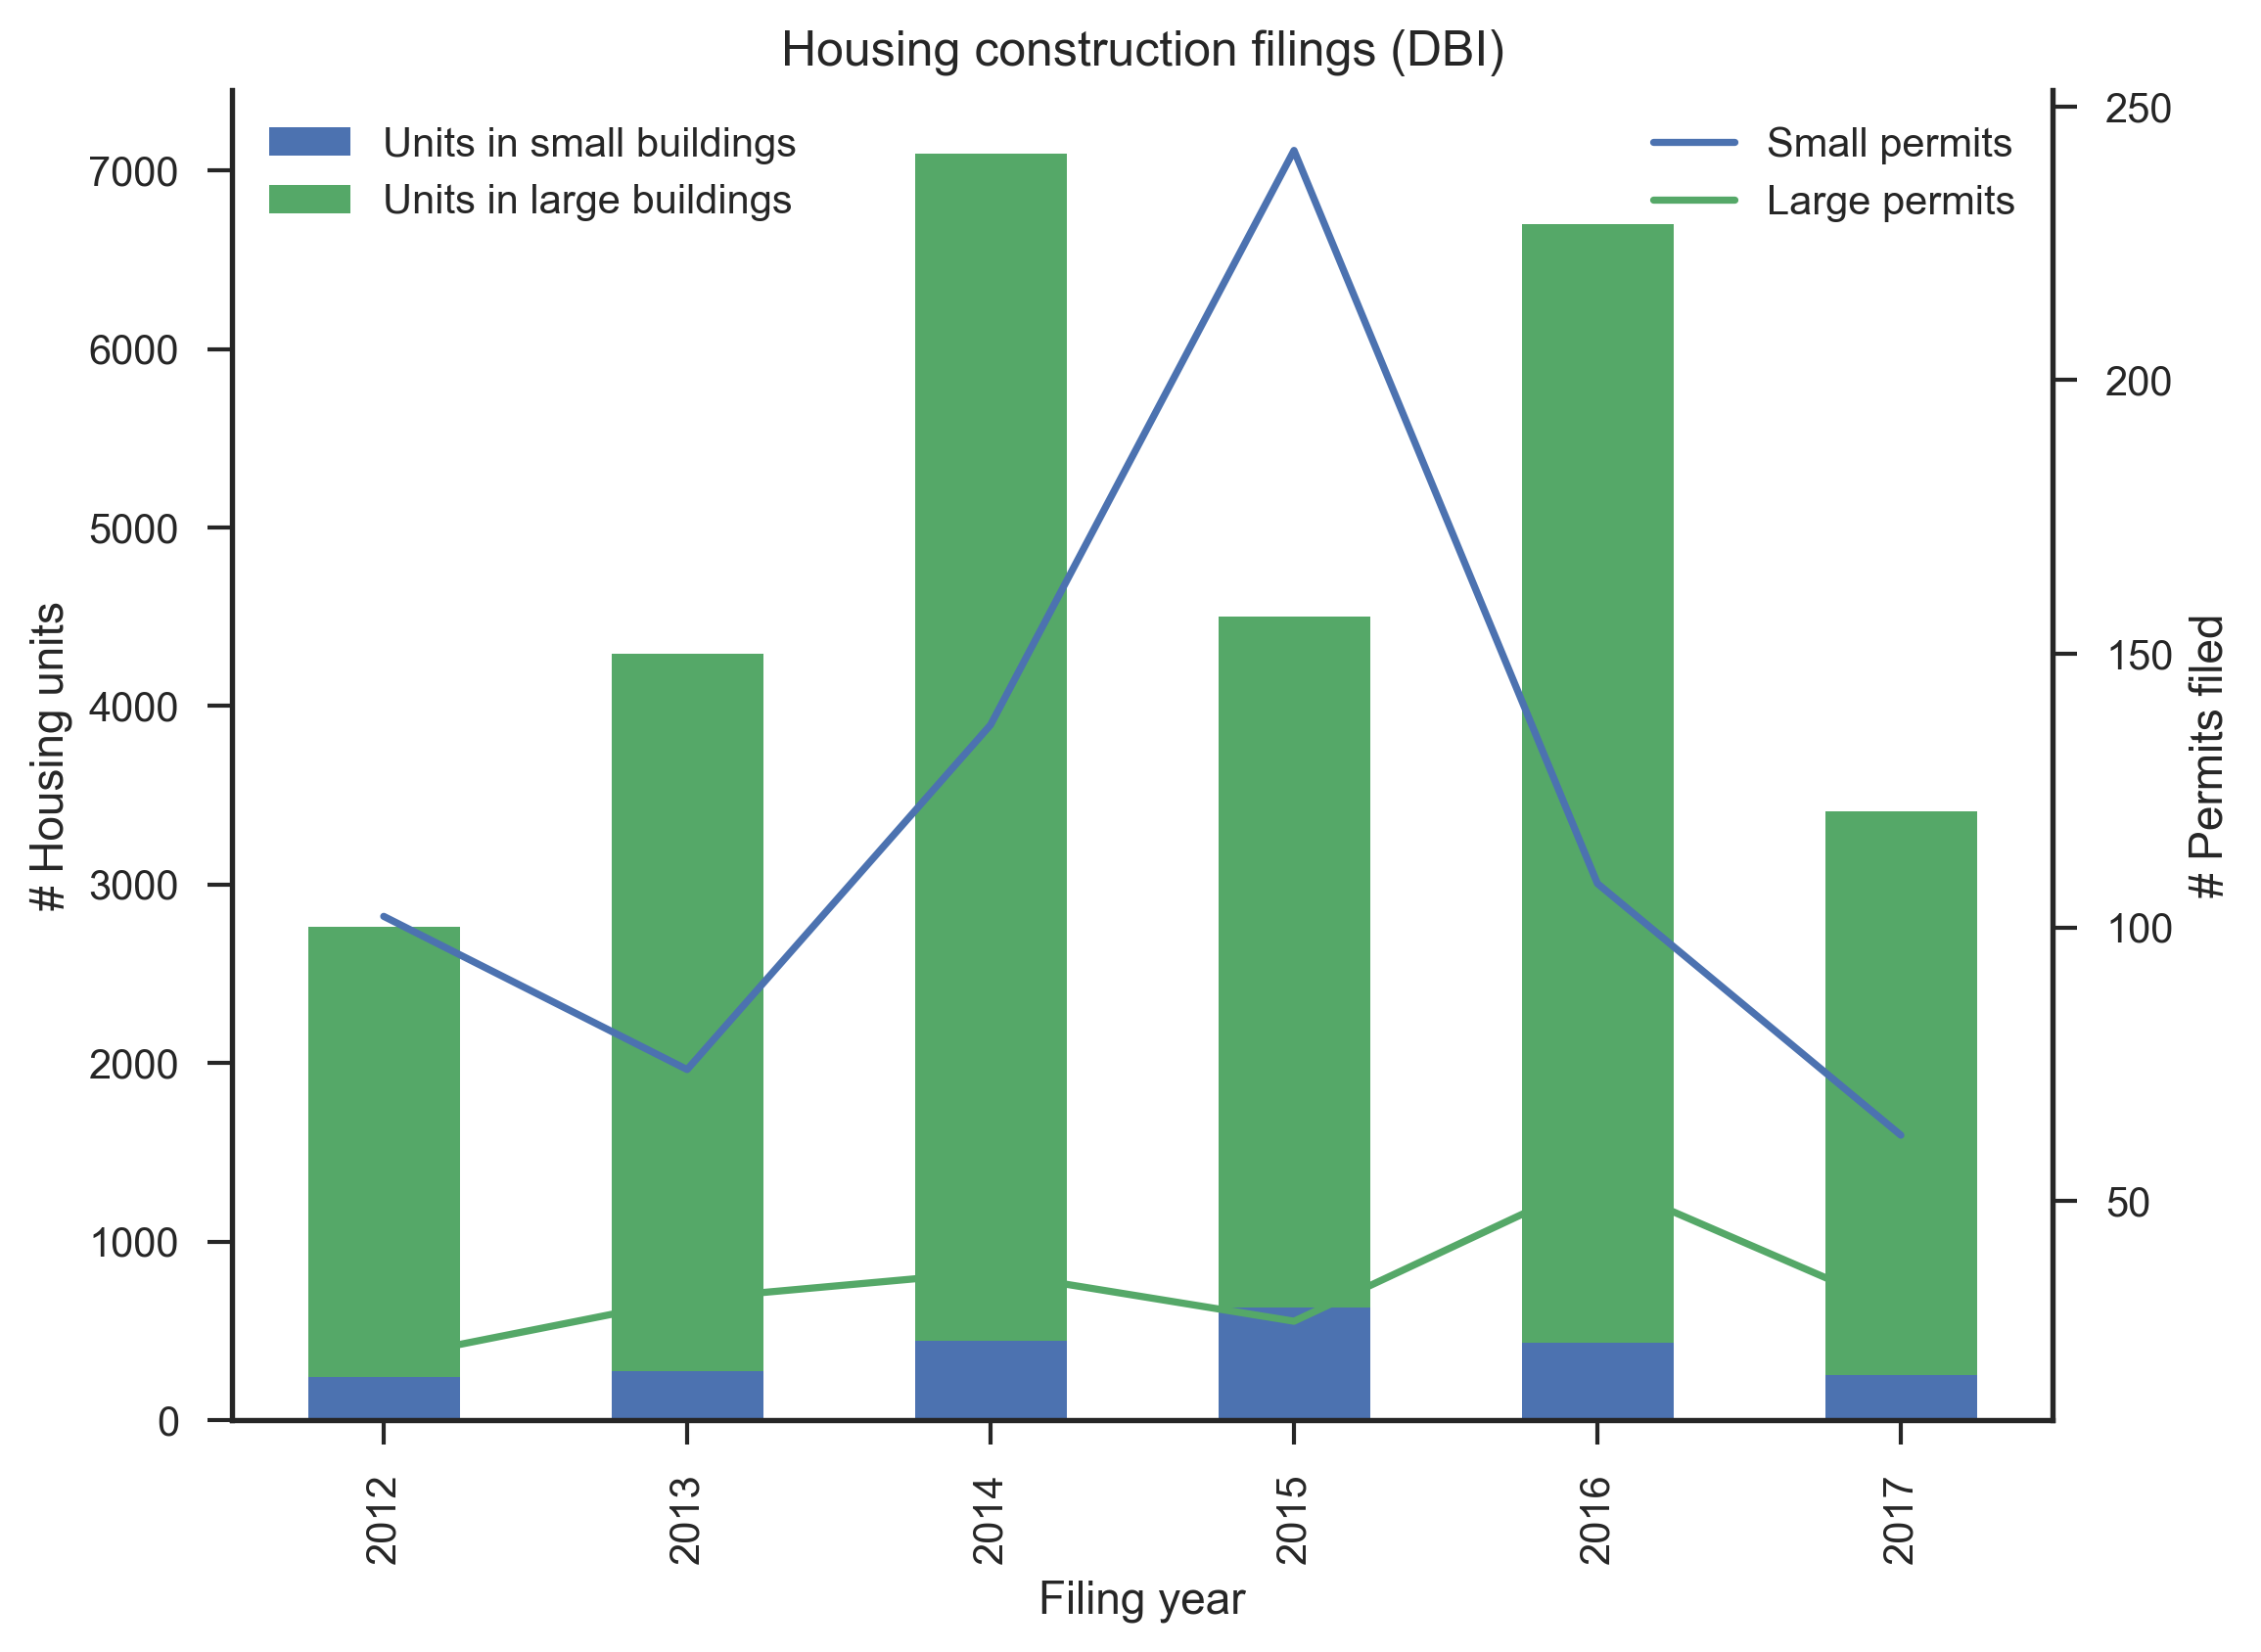 Housing construction filings (DBI)
Units in small buildings
Units in large buildings
Small permits
Large permits
# Housing units
7000
6000
5000
4000
3000
2000
1000
0
250
200
150
100
50
# Permits filed
2012
2013
2014
2015
2016
2017
Filing year